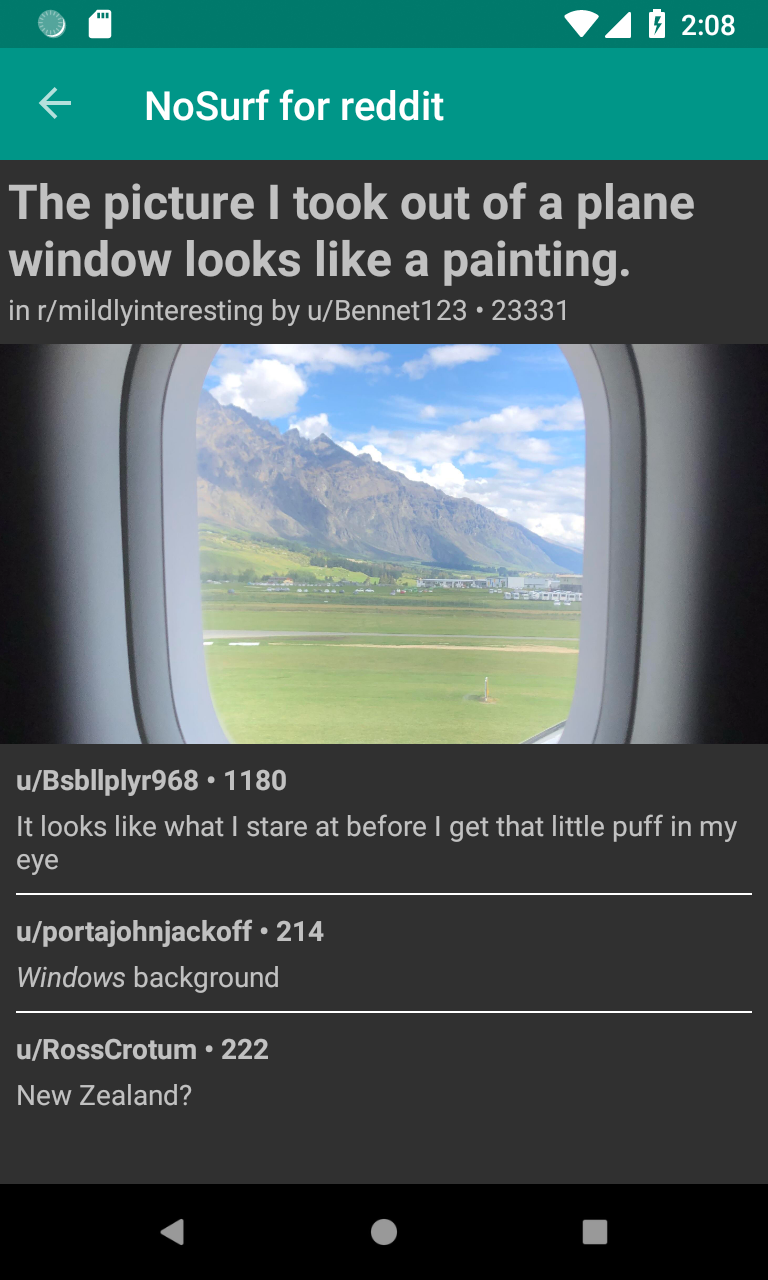 2:08
NoSurf for reddit
The picture I took out of a plane
window looks like a painting.
in r/mildlyinteresting by u/Bennet123 • 23331
u/Bsbllplyr968 • 1180
It looks like what I stare at before I get that little puff in my
eye
u/portajohnjackoff • 214
Windows background
u/RossCrotum • 222
New Zealand?